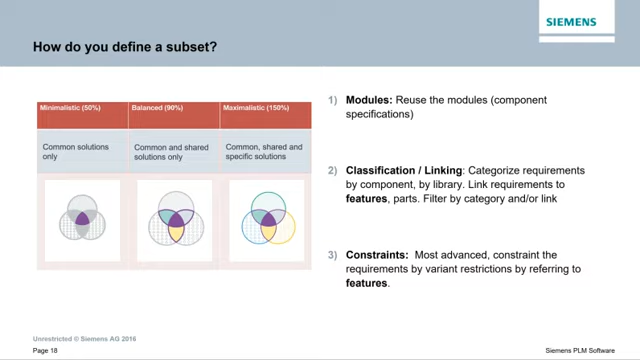 SIEMENS
How do you define a subset?
Minimalistic (50%)
Balanced (90%)
Maximalistic (150%)
Common solutions
only
Common and shared
solutions only
Common, shared and
specific solutions
1) Modules: Reuse the modules (component
specifications)
2) Classification / Linking: Categorize requirements
by component, by library. Link requirements to
features, parts. Filter by category and/or link
3) Constraints: Most advanced, constraint the
requirements by variant restrictions by referring to
features.
Unrestricted © Siemens AG 2016
Page 18
Siemens PLM Software